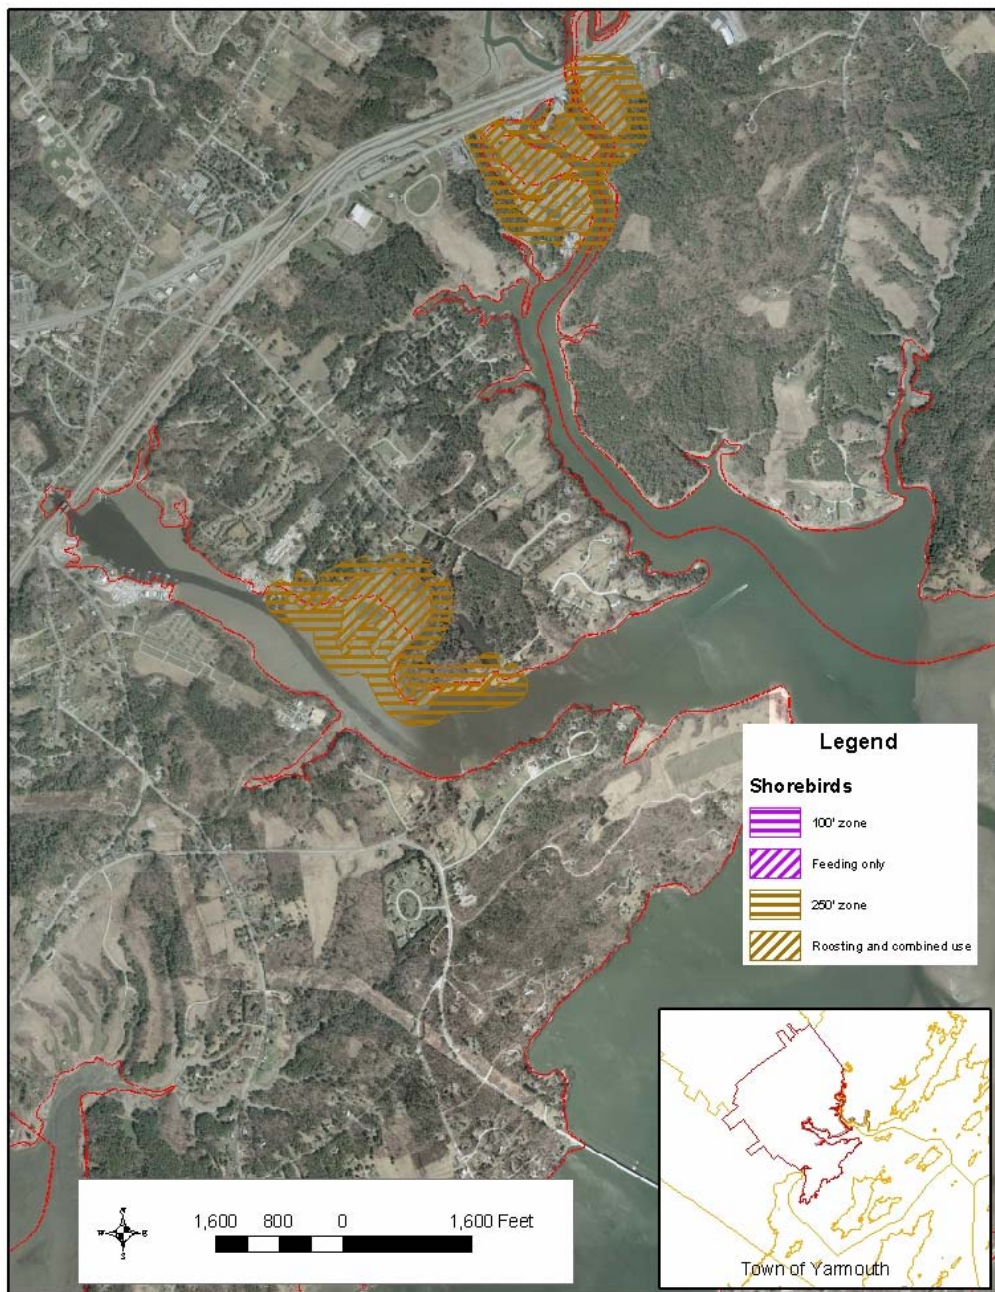 Legend
Shorebirds
100' zone
Feeding only
250' zone
Roosting and combined use
N
W E
S
1,600 800 0 1,600 Feet
Town of Yarmouth